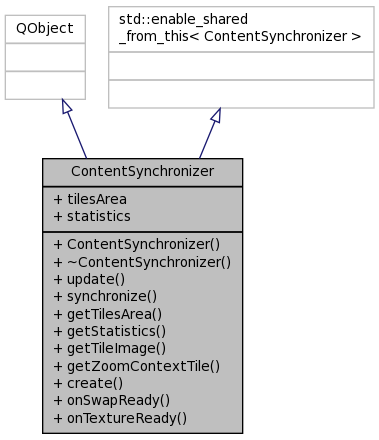 QObject
std::enable_shared
_from_this< ContentSynchronizer >
ContentSynchronizer
+ tilesArea
+ statistics
+ ContentSynchronizer()
+ ~ContentSynchronizer()
+ update()
+ synchronize()
+ getTilesArea()
+ getStatistics()
+ getTileImage()
+ getZoomContextTile()
+ create()
+ onSwapReady()
+ onTextureReady()